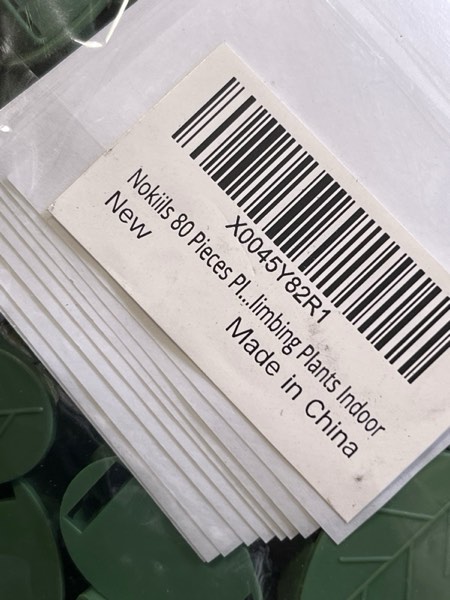 X0045Y82R1
Nokiils 80 Pieces Pl...limbing Plants Indoor
New
Made in China